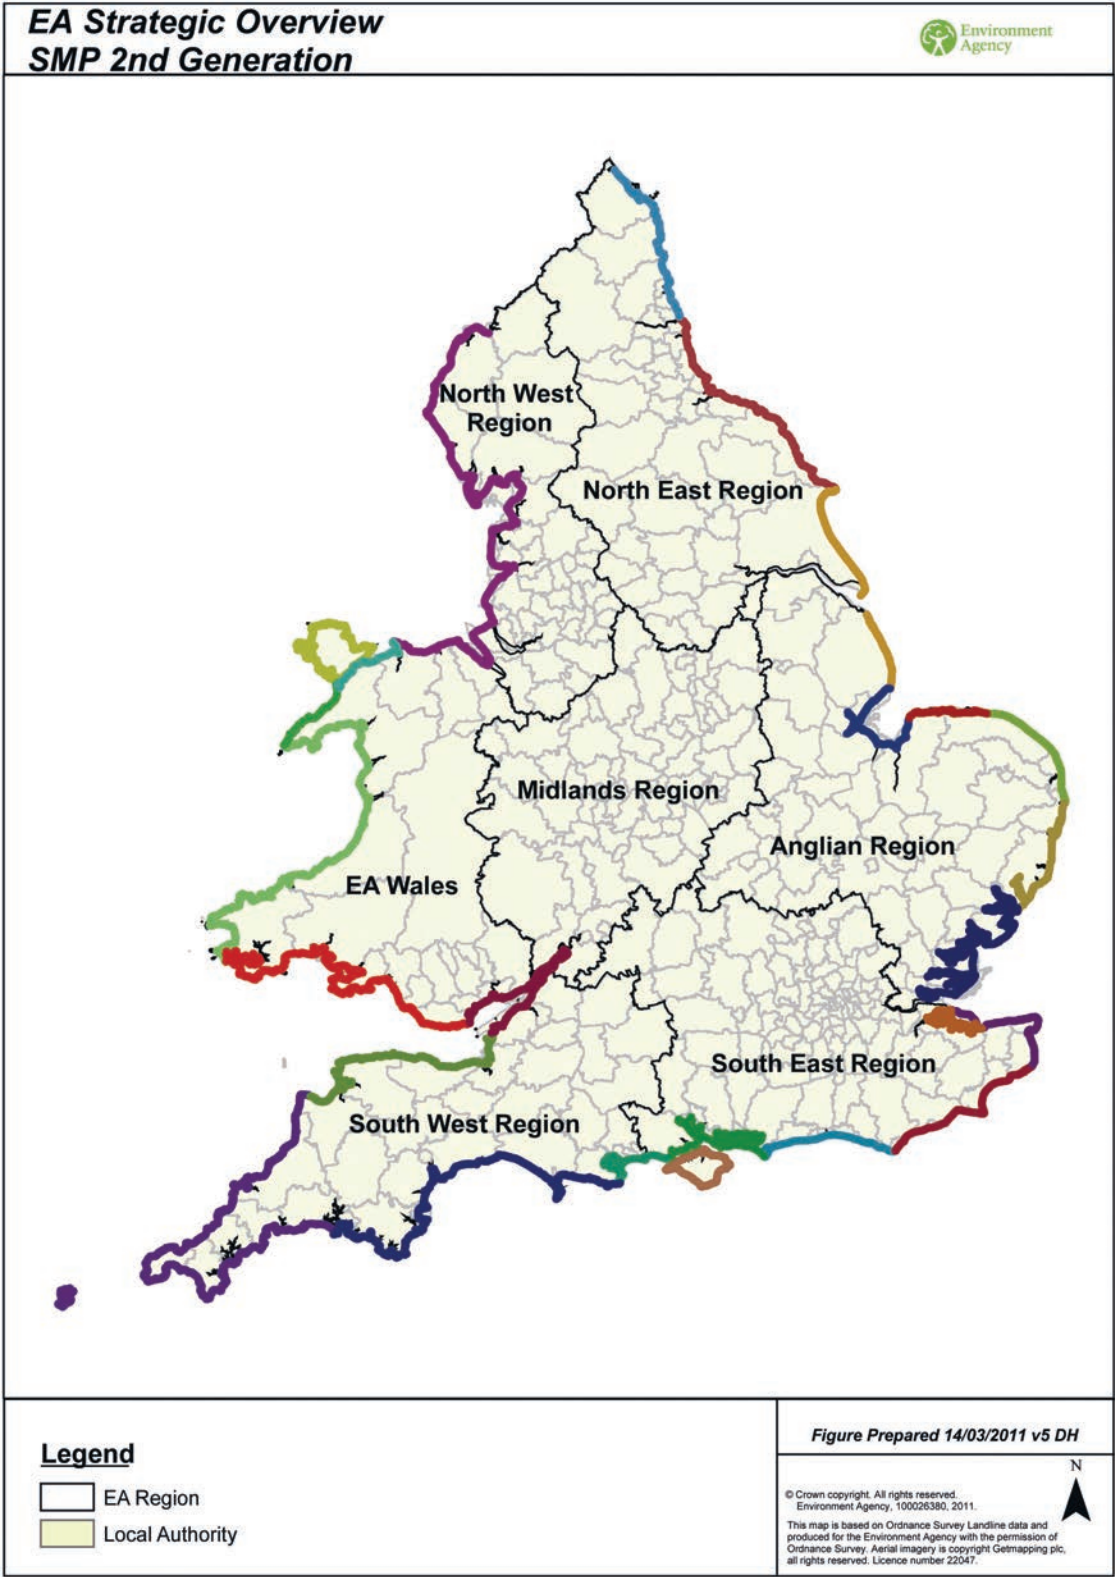 EA Strategic Overview
SMP 2nd Generation
Environment
Agency
North West
Region
North East Region
Midlands Region
Anglian Region
EA Wales
South East Region
South West Region
Legend
EA Region
Local Authority
Figure Prepared 14/03/2011 v5 DH
N
© Crown copyright. All rights reserved.
Environment Agency, 100026380, 2011.
This map is based on Ordnance Survey Landline data and
produced for the Environment Agency with the permission of
Ordnance Survey. Aerial imagery is copyright Getmapping plc,
all rights reserved. Licence number 22047.